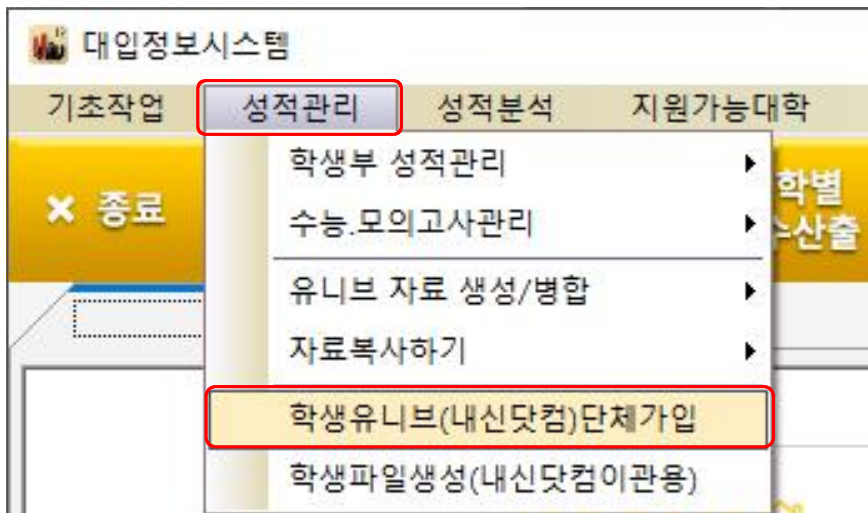 대입정보시스템
기초작업 성적관리 성적분석 지원가능대학
✖ 종료
학생부 성적관리
수능.모의고사관리
유니브 자료 생성/병합
자료복사하기
학생유니브(내신닷컴)단체가입
학생파일생성(내신닷컴이관용)
학별
산출